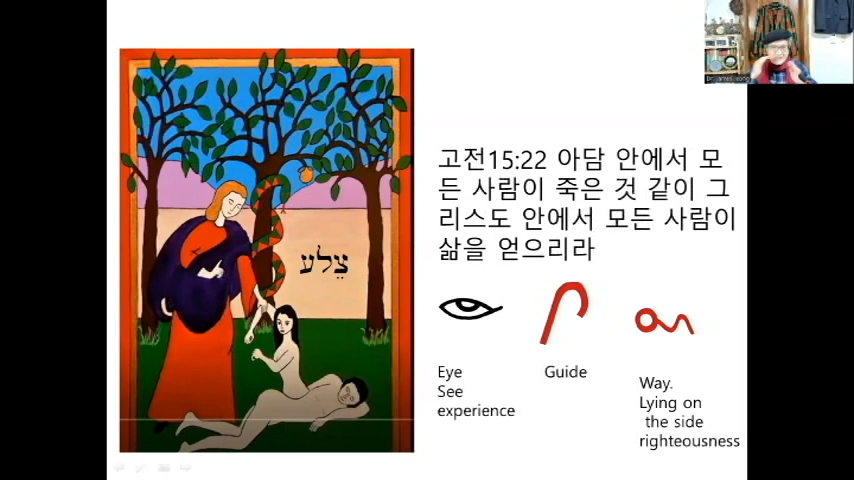 고전15:22 아담 안에서 모
든 사람이 죽은 것 같이 그
리스도 안에서 모든 사람이
삶을 얻으리라
צֵלע
Eye
See
experience
Guide
Way.
Lying on
the side
righteousness